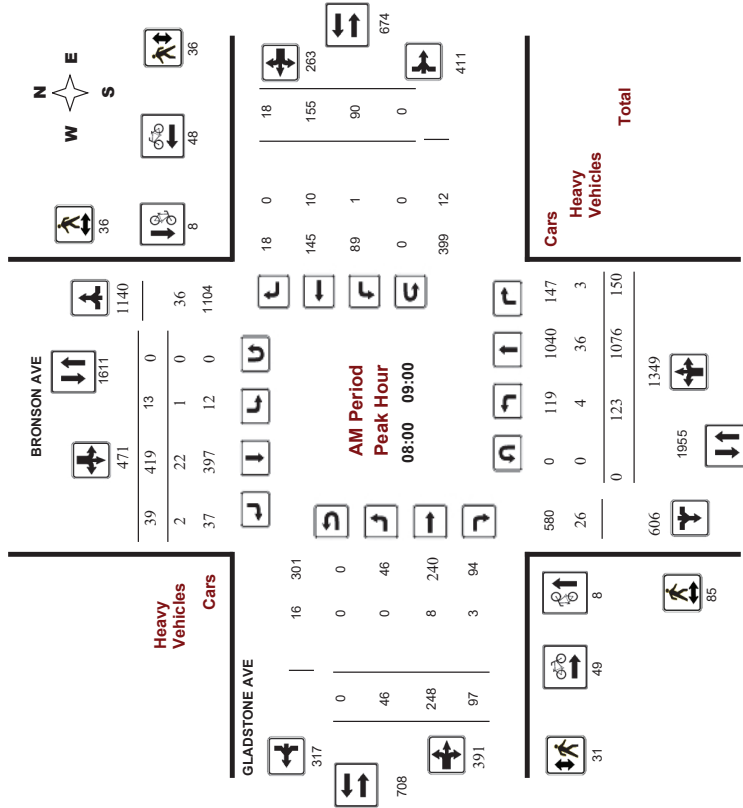 N
W E
S
36
48
36
8
BRONSON AVE
1611
471
1140
39 419 13 0
2 22 1 0 36
37 397 12 0 1104
Heavy
Vehicles
Cars
674
263
411
18 0 18
145 10 155
89 1 90
0 0 0
399 12
AM Period
Peak Hour
08:00 09:00
GLADSTONE AVE
317
16 301
0 0 0
46 0 46
248 8 240
97 3 94
708
391
Cars
Heavy
Vehicles
Total
580 0 119 1040 147
26 0 4 36 3
0 123 1076 150
606
1349
1955
31
49
8
85